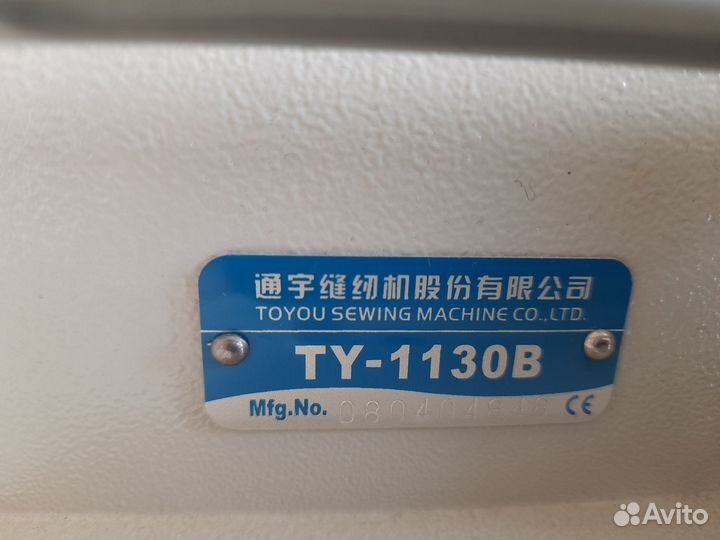 通宇缝纫机股份有限公司
TOYOU SEWING MACHINE CO.,LTD.
TY-1130B
Mfg.No. CE
Avito